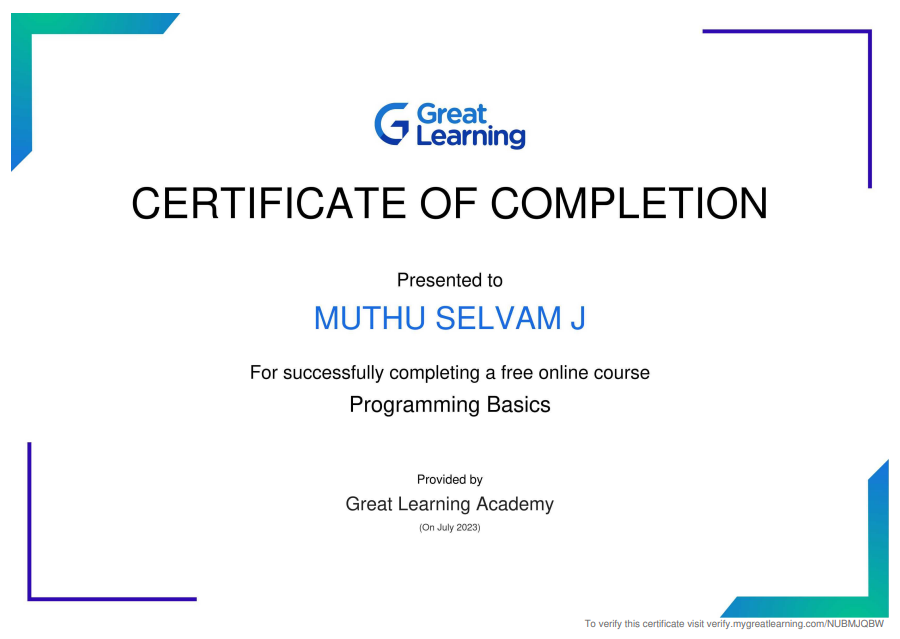 Great
Learning
CERTIFICATE OF COMPLETION
Presented to
MUTHU SELVAM J
For successfully completing a free online course
Programming Basics
Provided by
Great Learning Academy
(On July 2023)
To verify this certificate visit verify.mygreatlearning.com/NUBMJQBW